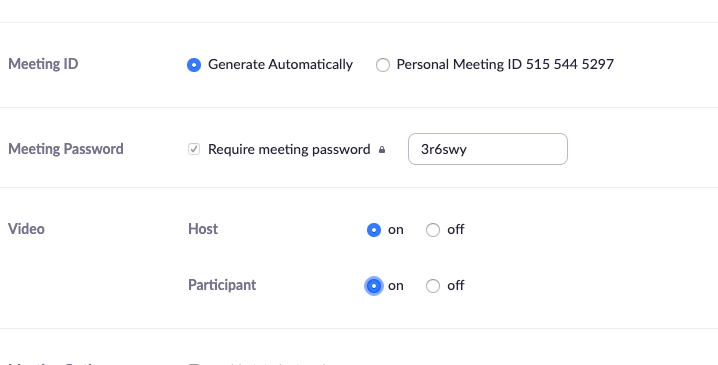 Meeting ID Generate Automatically Personal Meeting ID 515 544 5297
Meeting Password Require meeting password 3r6swy
Video Host on off
Participant on off